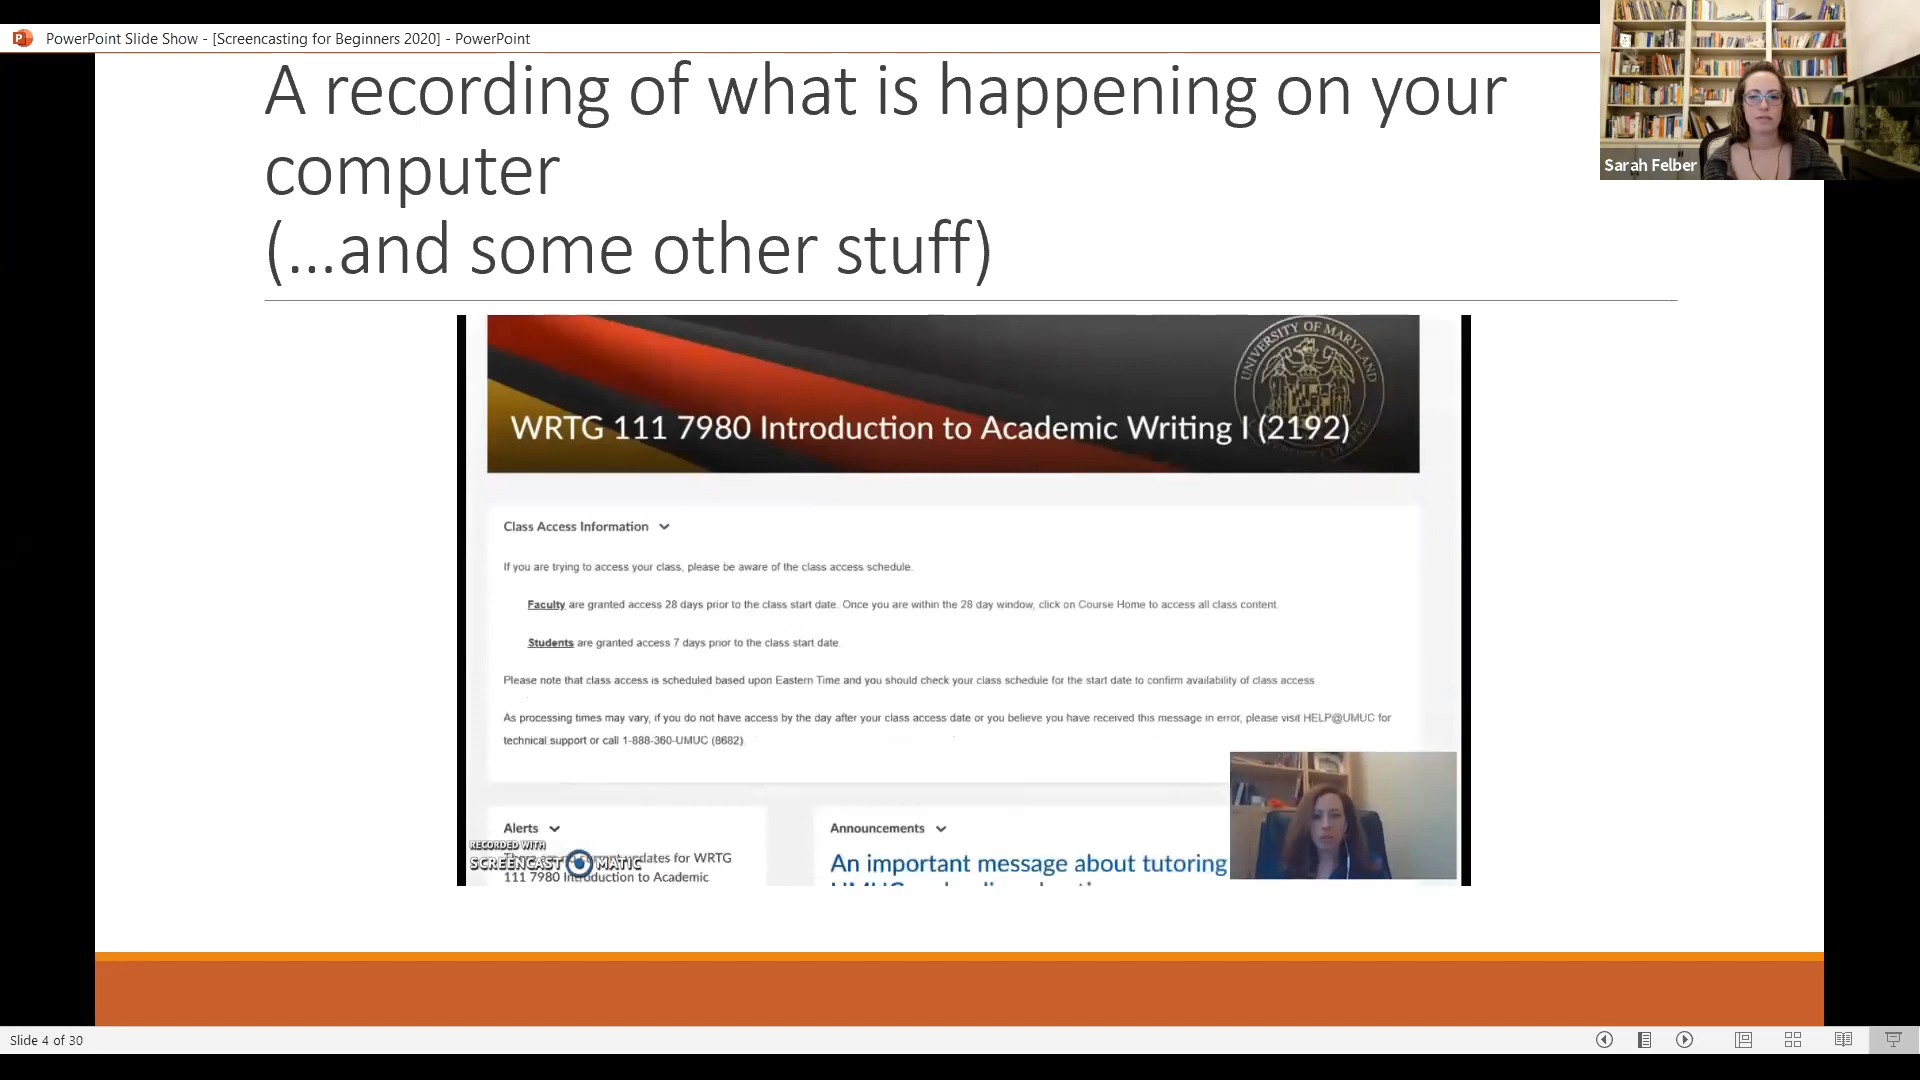 PowerPoint Slide Show - [Screencasting for Beginners 2020] - PowerPoint
A recording of what is happening on your
computer
(...and some other stuff)
Sarah Felber
UNIVERSITY OF MARYLAND
WRTG 111 7980 Introduction to Academic Writing I (2192)
Class Access Information
If you are trying to access your class, please be aware of the class access schedule.
Faculty are granted access 28 days prior to the class start date. Once you are within the 28 day window, click on Course Home to access all class content.
Students are granted access 7 days prior to the class start date.
Please note that class access is scheduled based upon Eastern Time and you should check your class schedule for the start date to confirm availability of class access
As processing times may vary, if you do not have access by the day after your class access date or you believe you have received this message in error, please visit HELP@UMUC for
technical support or call 1-888-360-UMUC (8682)
Alerts
RECORDED WITH
SCREENCAST MATIC
updates for WRTG
111 7980 Introduction to Academic
Announcements
An important message about tutoring
Slide 4 of 30